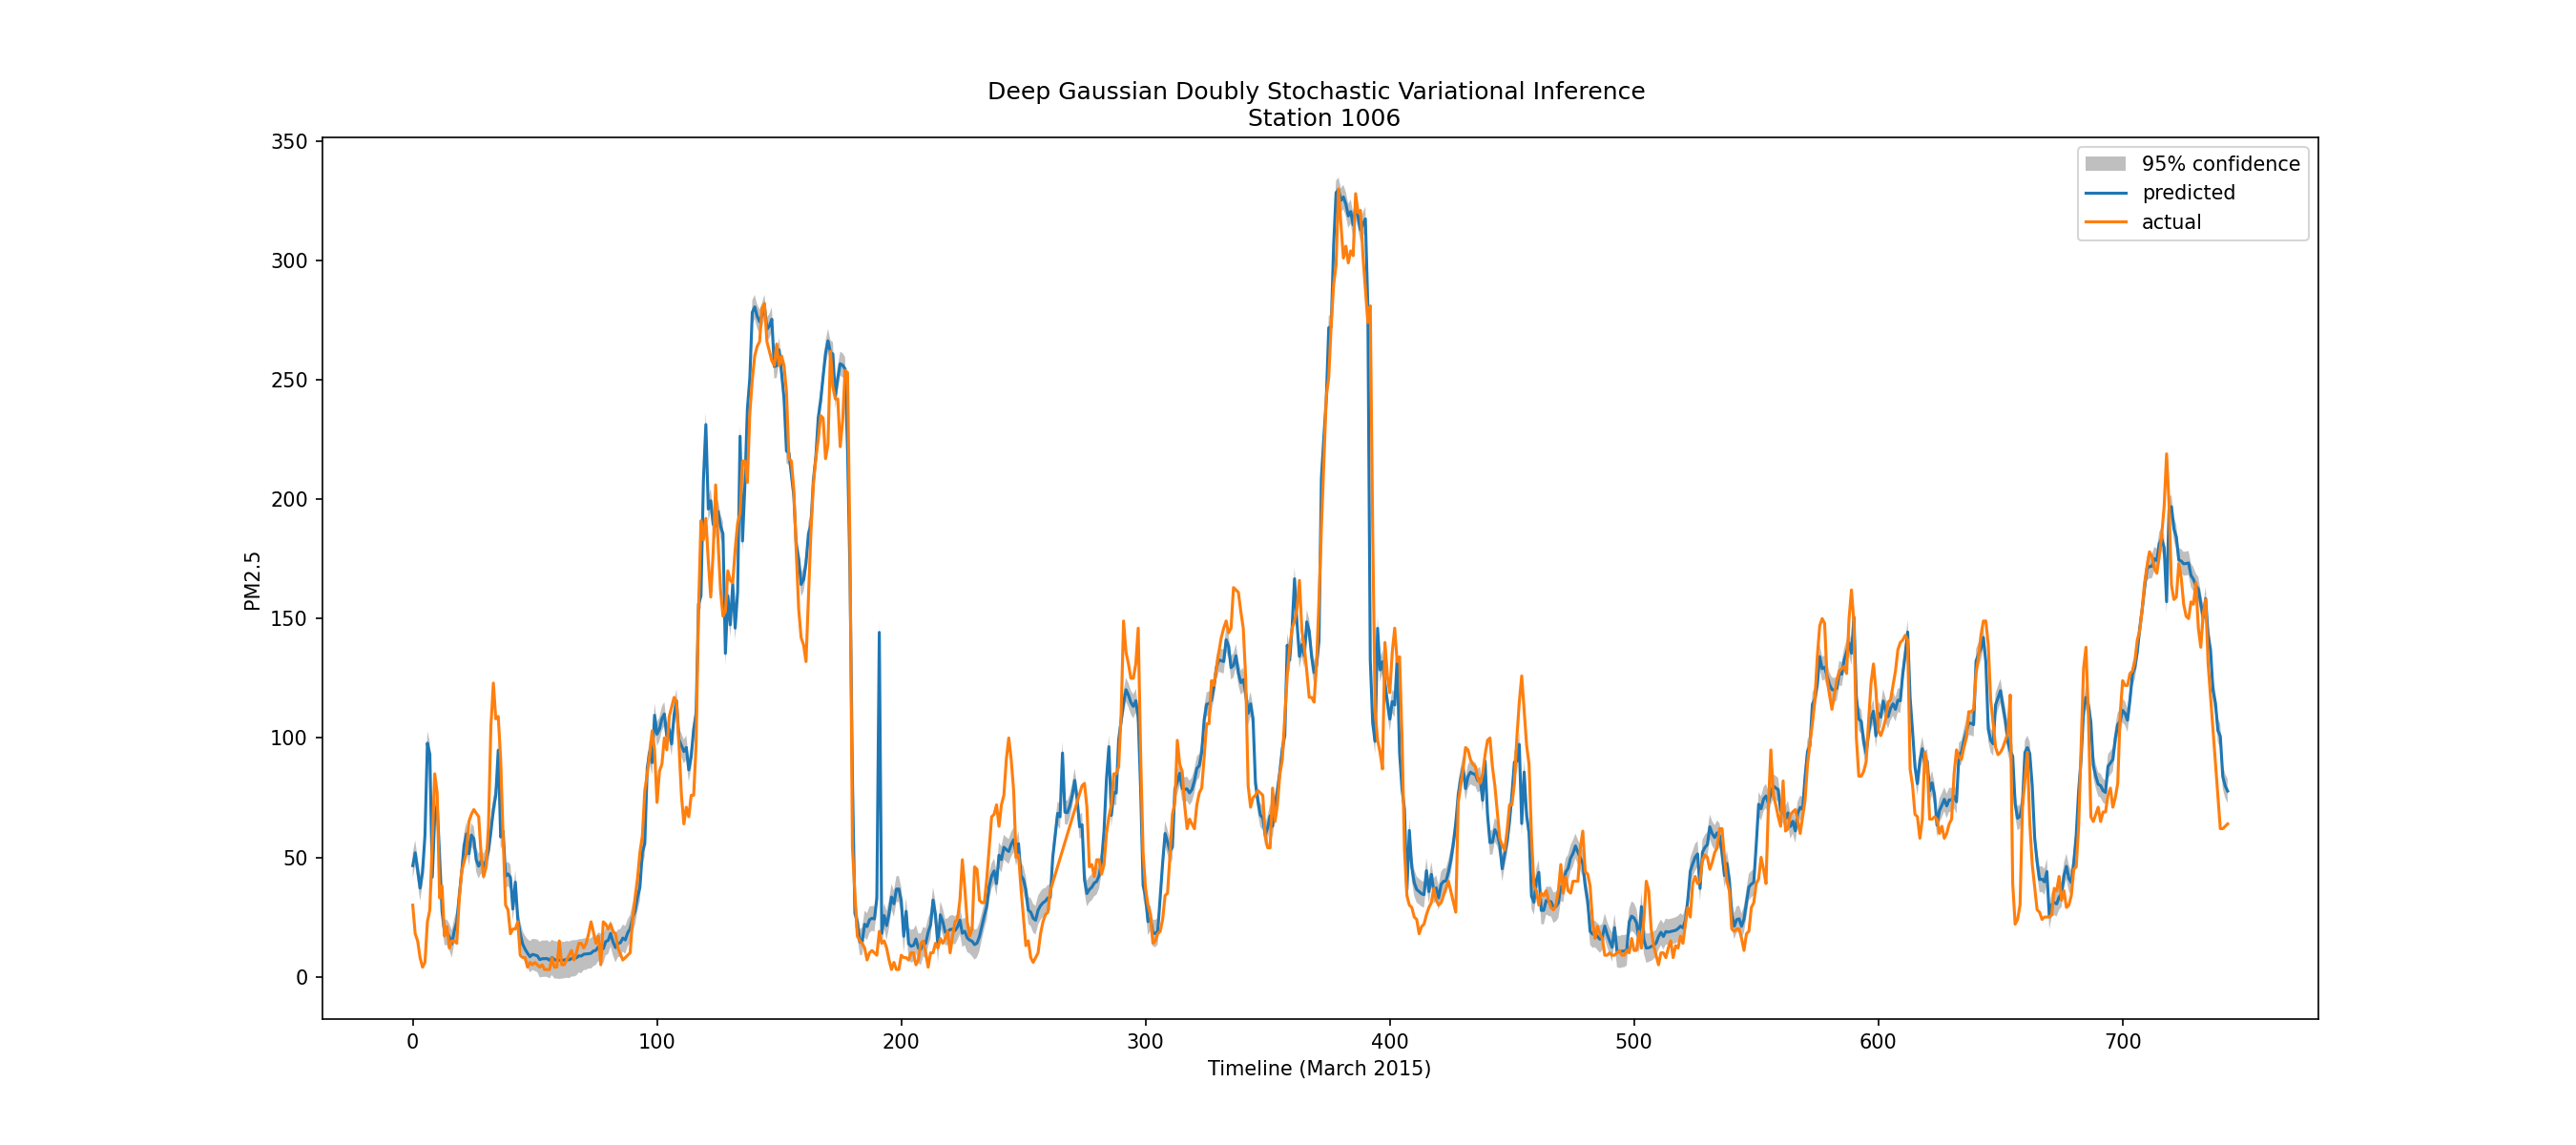 Deep Gaussian Doubly Stochastic Variational Inference
Station 1006
350
300
250
200
150
100
50
0
PM2.5
95% confidence
predicted
actual
0 100 200 300 400 500 600 700
Timeline (March 2015)